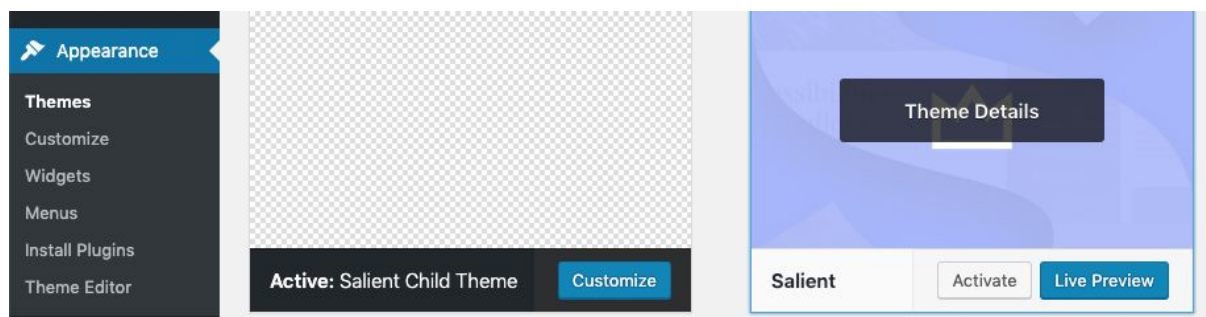 Appearance
Themes
Customize
Widgets
Menus
Install Plugins
Theme Editor
Active: Salient Child Theme
Customize
Theme Details
Salient
Activate
Live Preview